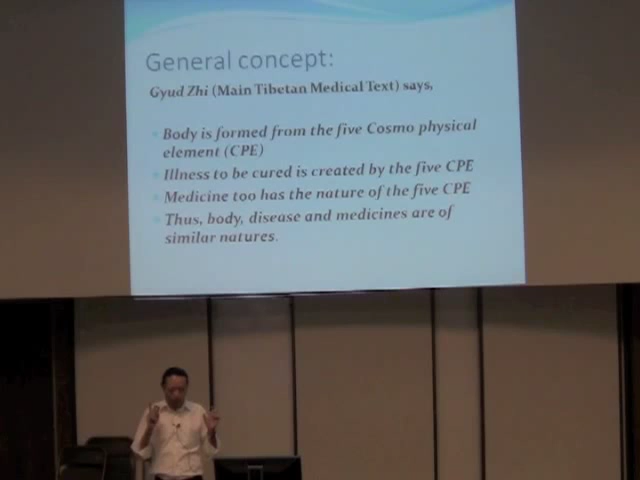 General concept:
Gyud Zhi (Main Tibetan Medical Text) says,
Body is formed from the five Cosmo physical
element (CPE)
Illness to be cured is created by the five CPE
Medicine too has the nature of the five CPE
Thus, body, disease and medicines are of
similar natures.